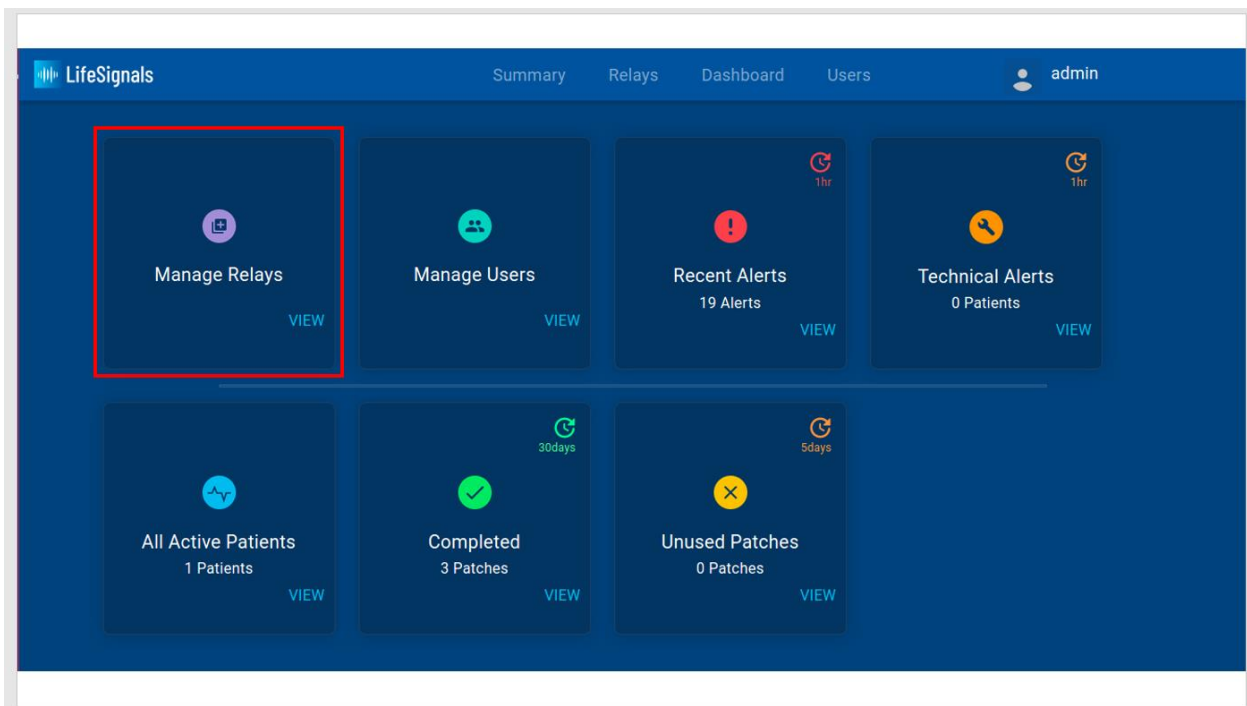 LifeSignals
Summary Relays Dashboard Users
admin
Manage Relays
VIEW
Manage Users
VIEW
1hr
Recent Alerts
19 Alerts
VIEW
1hr
Technical Alerts
0 Patients
VIEW
All Active Patients
1 Patients
VIEW
30days
Completed
3 Patches
VIEW
5days
Unused Patches
0 Patches
VIEW